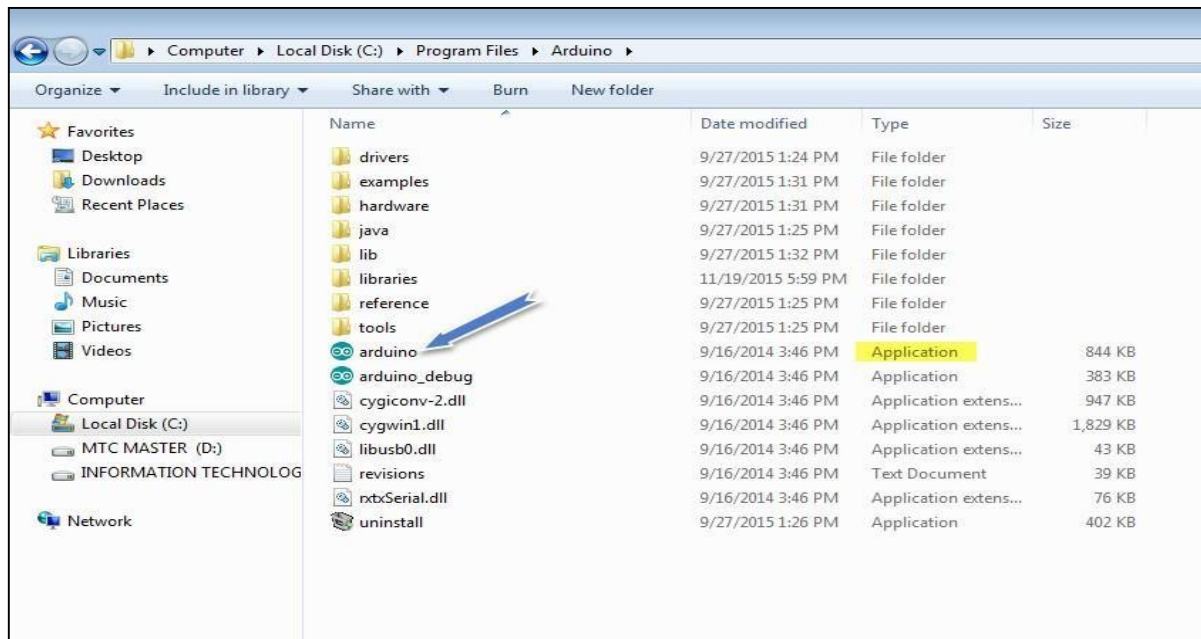 Computer Local Disk (C:) Program Files Arduino
Organize Include in library Share with Burn New folder
Favorites
Desktop
Downloads
Recent Places
Libraries
Documents
Music
Pictures
Videos
Computer
Local Disk (C:)
MTC MASTER (D:)
INFORMATION TECHNOLOG
Network
Name Date modified Type Size
drivers 9/27/2015 1:24 PM File folder
examples 9/27/2015 1:31 PM File folder
hardware 9/27/2015 1:31 PM File folder
java 9/27/2015 1:25 PM File folder
lib 9/27/2015 1:32 PM File folder
libraries 11/19/2015 5:59 PM File folder
reference 9/27/2015 1:25 PM File folder
tools 9/27/2015 1:25 PM File folder
arduino 9/16/2014 3:46 PM Application 844 KB
arduino_debug 9/16/2014 3:46 PM Application 383 KB
cygiconv-2.dll 9/16/2014 3:46 PM Application extens... 947 KB
cygwin1.dll 9/16/2014 3:46 PM Application extens... 1,829 KB
libusb0.dll 9/16/2014 3:46 PM Application extens... 43 KB
revisions 9/16/2014 3:46 PM Text Document 39 KB
rxtxSerial.dll 9/16/2014 3:46 PM Application extens... 76 KB
uninstall 9/27/2015 1:26 PM Application 402 KB